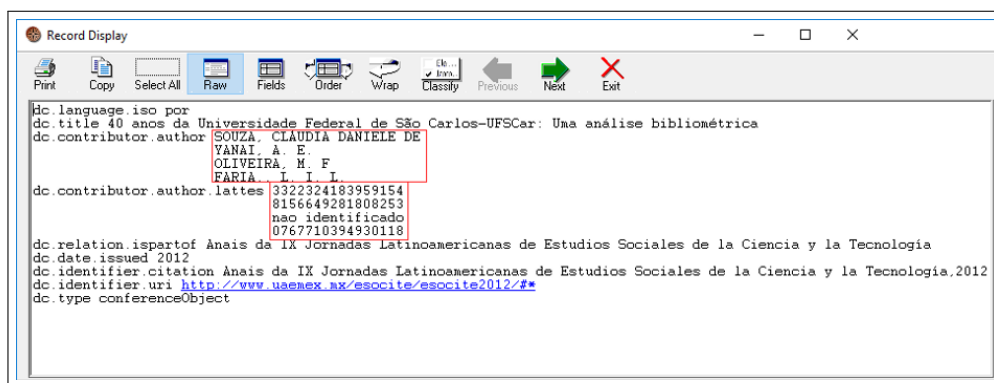 Record Display
Print Copy Select All Raw Fields Order Wrap Classify Previous Next Exit
dc.language.iso por
dc.title 40 anos da Universidade Federal de São Carlos-UFSCar: Uma análise bibliométrica
dc.contributor.author SOUZA, CLAUDIA DANIELE DE
YANAI, A. E.
OLIVEIRA, M. F
FARIA,. L. I. L.
dc.contributor.author.lattes 3322324183959154
8156649281808253
nao identificado
0767710394930118
dc.relation.ispartof Anais da IX Jornadas Latinoamericanas de Estudios Sociales de la Ciencia y la Tecnología
dc.date.issued 2012
dc.identifier.citation Anais da IX Jornadas Latinoamericanas de Estudios Sociales de la Ciencia y la Tecnología,2012
dc.identifier.uri http://www.uaemex.mx/esocite/esocite2012/#*
dc.type conferenceObject